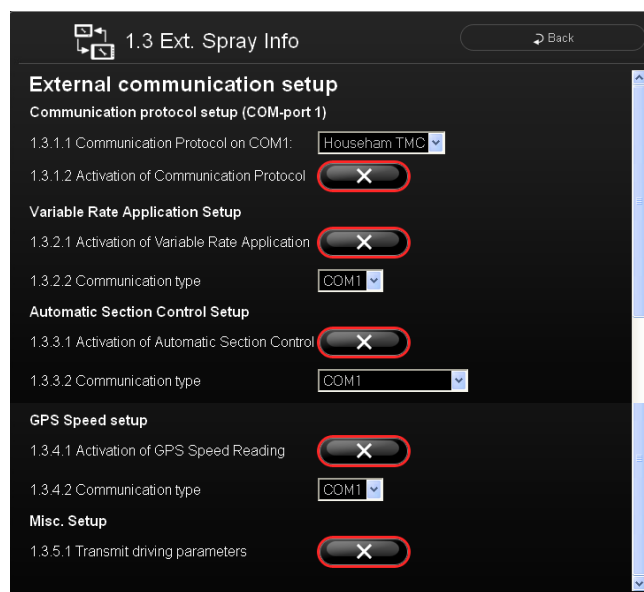 1.3 Ext. Spray Info
Back
External communication setup
Communication protocol setup (COM-port 1)
1.3.1.1 Communication Protocol on COM1: Househam TMC
1.3.1.2 Activation of Communication Protocol
Variable Rate Application Setup
1.3.2.1 Activation of Variable Rate Application
1.3.2.2 Communication type COM1
Automatic Section Control Setup
1.3.3.1 Activation of Automatic Section Control
1.3.3.2 Communication type COM1
GPS Speed setup
1.3.4.1 Activation of GPS Speed Reading
1.3.4.2 Communication type COM1
Misc. Setup
1.3.5.1 Transmit driving parameters